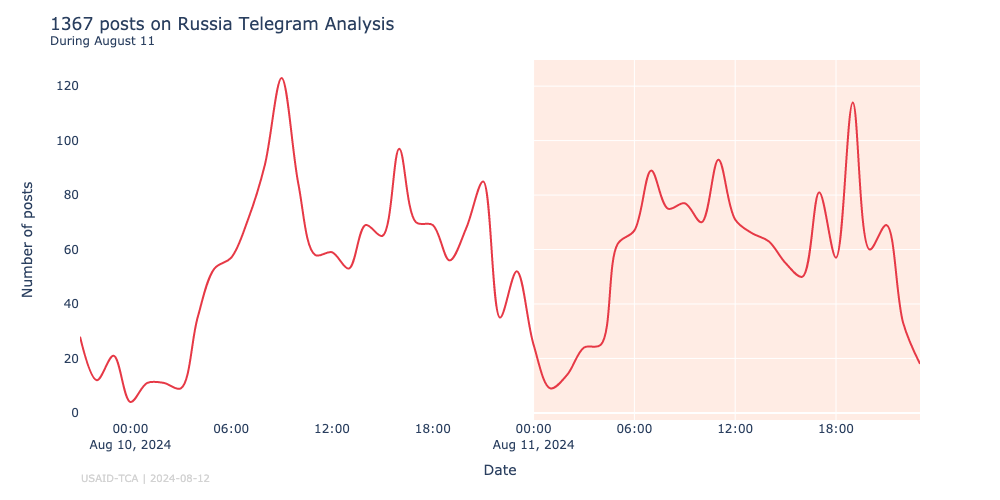 1367 posts on Russia Telegram Analysis
During August 11
Number of posts
120
100
80
60
40
20
0
00:00 06:00 12:00 18:00 00:00 06:00 12:00 18:00
Aug 10, 2024 Aug 11, 2024
Date
USAID-TCA | 2024-08-12